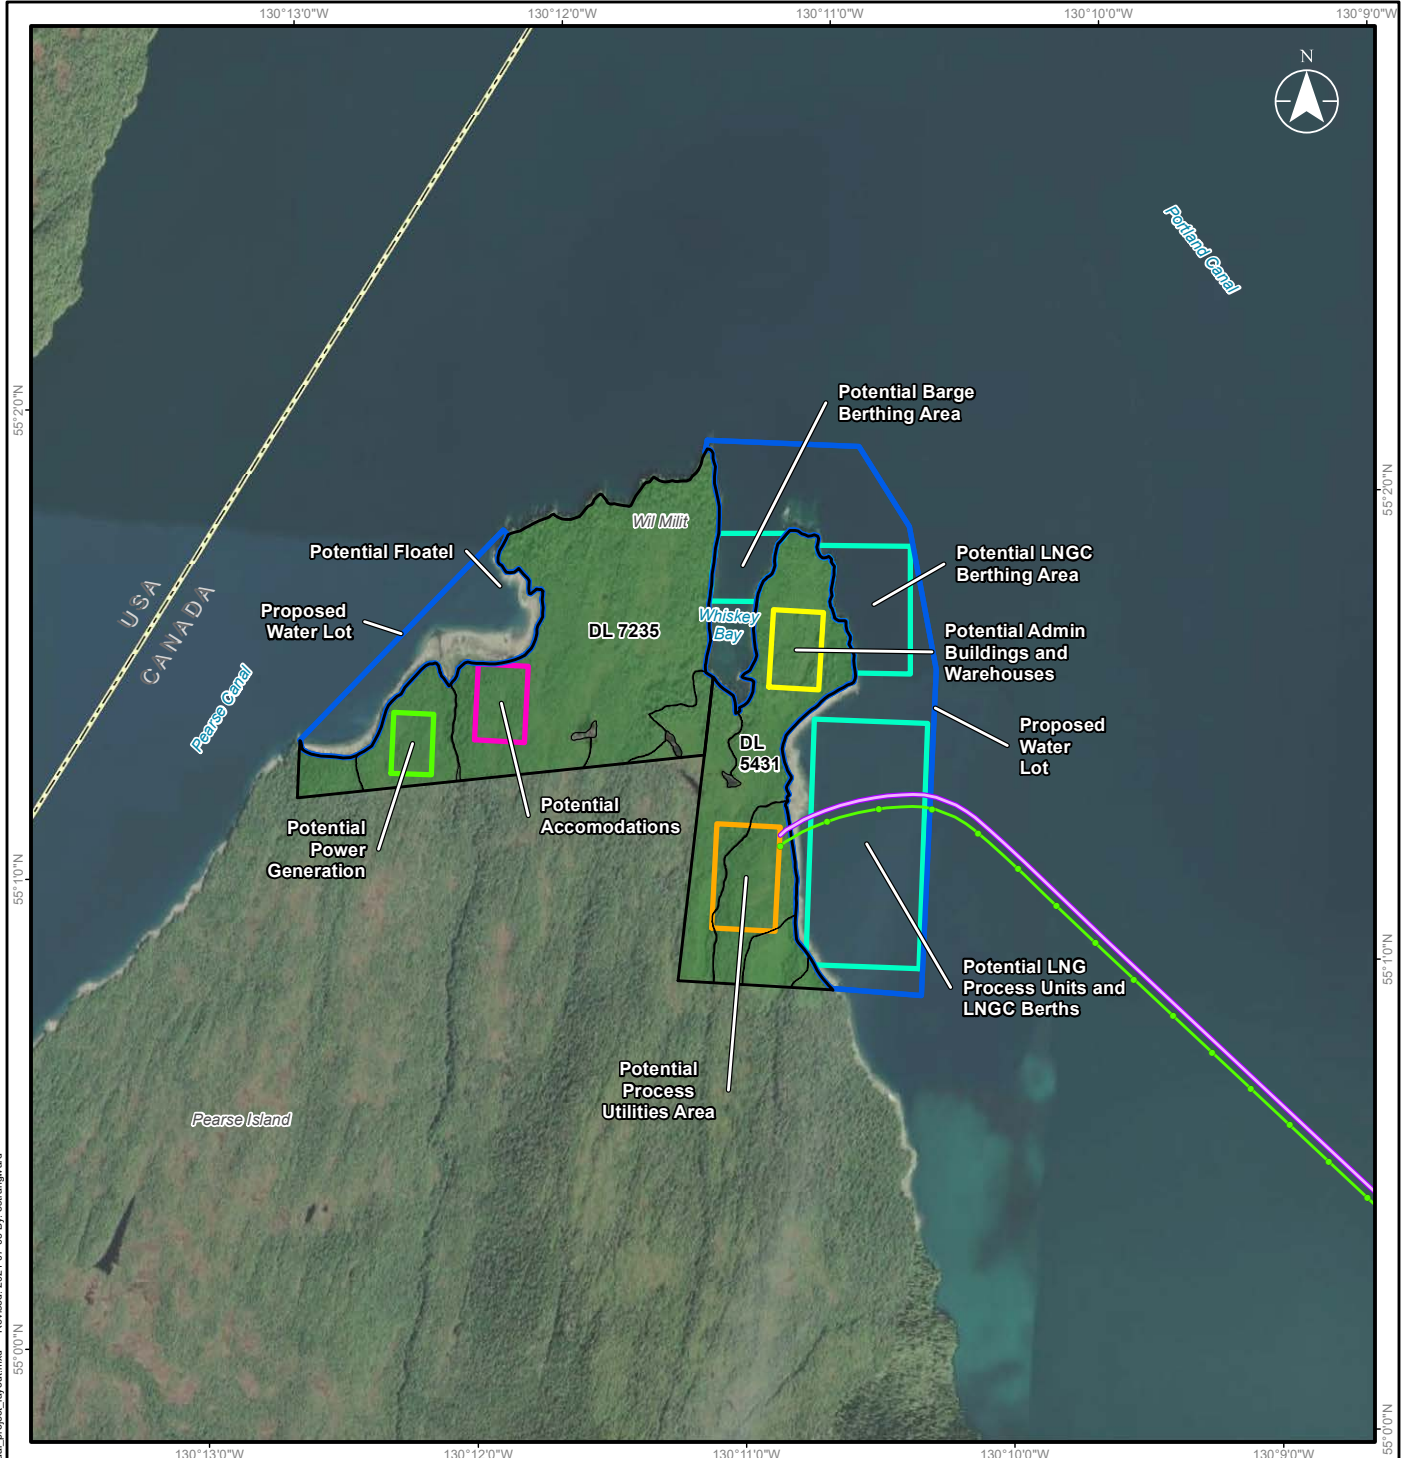 130°13'0"W 130°12'0"W 130°11'0"W 130°10'0"W 130°9'0"W
N
Portland Canal
55°2'0"N
Potential Barge
Berthing Area
55°2'0"N
Wil Milit
Potential Floatel
Potential LNGC
Berthing Area
USA
CANADA
Proposed
Water Lot
Whiskey
Bay
DL 7235
Potential Admin
Buildings and
Warehouses
Pearse Canal
Proposed
Water
Lot
DL
5431
Potential
Accomodations
Potential
Power
Generation
55°1'0"N
55°1'0"N
Potential LNG
Process Units and
LNGC Berths
Potential
Process
Utilities Area
Pearse Island
55°0'0"N
55°0'0"N
130°13'0"W 130°12'0"W 130°11'0"W 130°10'0"W 130°9'0"W